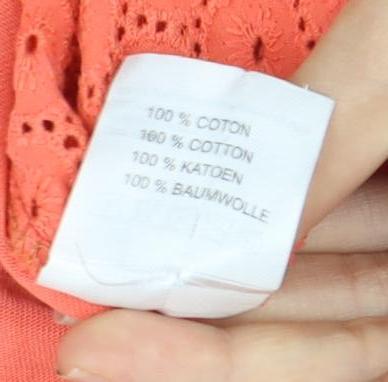 100 % COTON
100 % COTTON
100 % KATOEN
100 % BAUMWOLLE